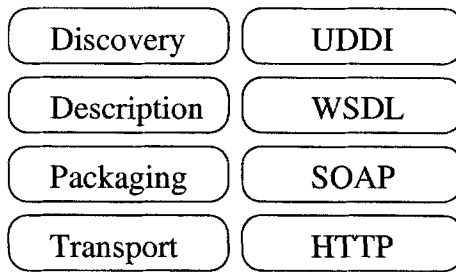 Discovery UDDI
Description WSDL
Packaging SOAP
Transport HTTP